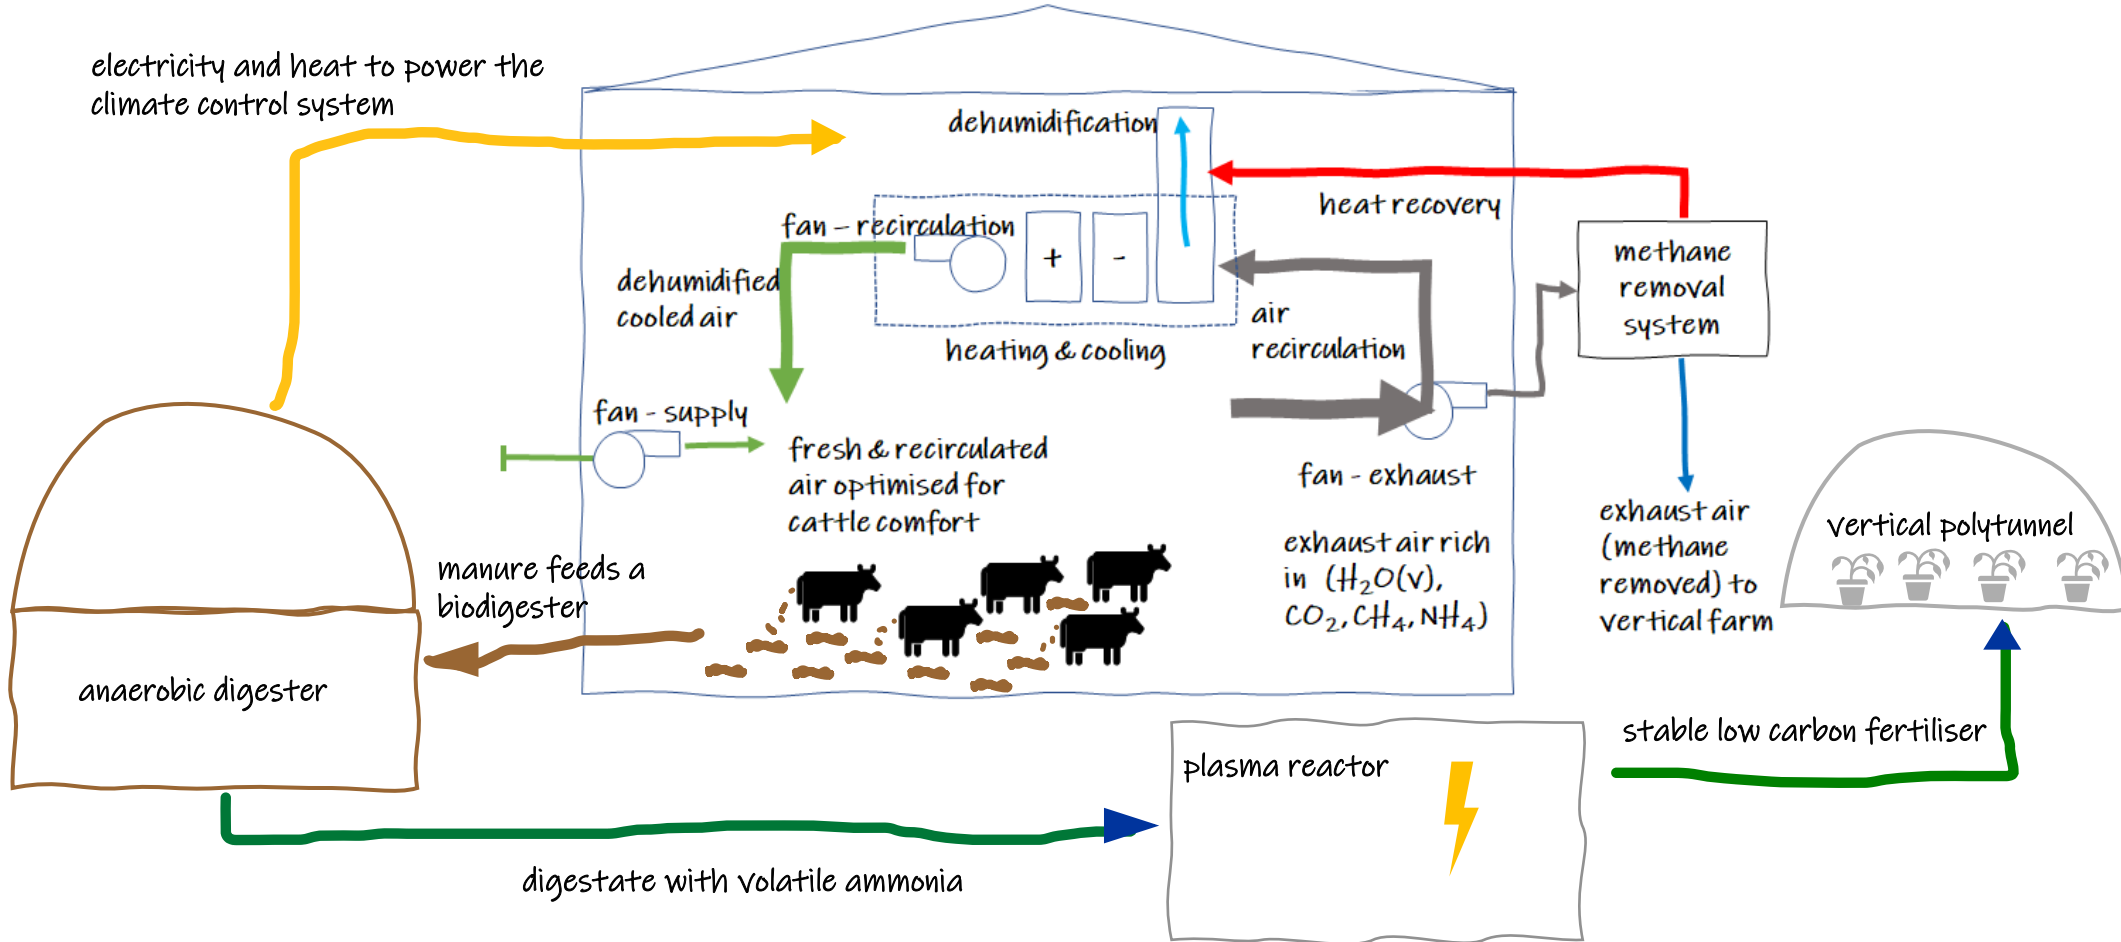 electricity and heat to power the
climate control system
dehumidification
heat recovery
fan – recirculation
+
-
dehumidified
cooled air
heating & cooling
air
recirculation
methane
removal
system
fan - supply
fresh & recirculated
air optimised for
cattle comfort
fan - exhaust
exhaust air rich
in (H₂O(v),
CO₂, CH₄, NH₄)
exhaust air
(methane
removed) to
vertical farm
vertical polytunnel
manure feeds a
biodigester
anaerobic digester
plasma reactor
stable low carbon fertiliser
digestate with volatile ammonia